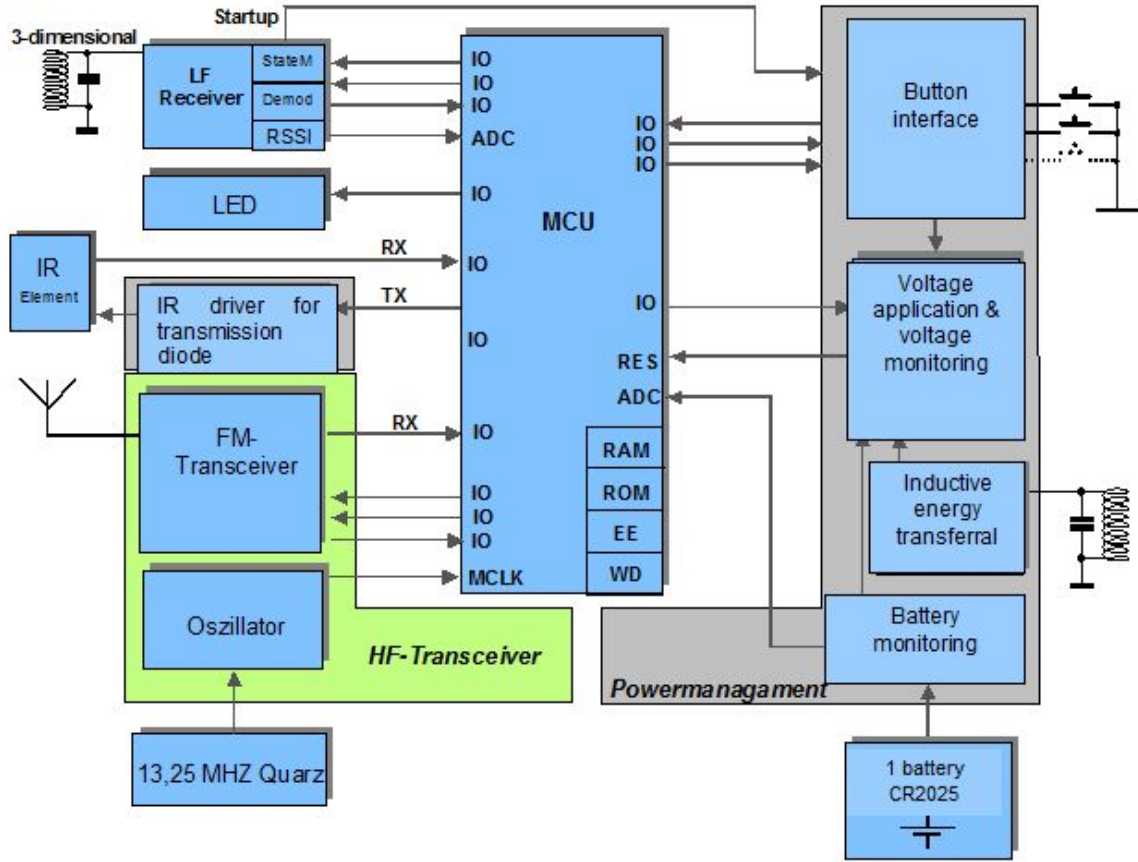 Startup
3-dimensional
LF
Receiver
StateM
Demod
RSSI
IO
IO
IO
ADC
LED
IO
IR
Element
RX
IO
IR driver for
transmission
diode
TX
IO
FM-
Transceiver
RX
IO
IO
IO
IO
Oszillator
MCLK
HF-Transceiver
13,25 MHZ Quarz
MCU
IO
IO
IO
IO
RES
ADC
RAM
ROM
EE
WD
Button
interface
Voltage
application &
voltage
monitoring
Inductive
energy
transferral
Battery
monitoring
Powermanagament
1 battery
CR2025